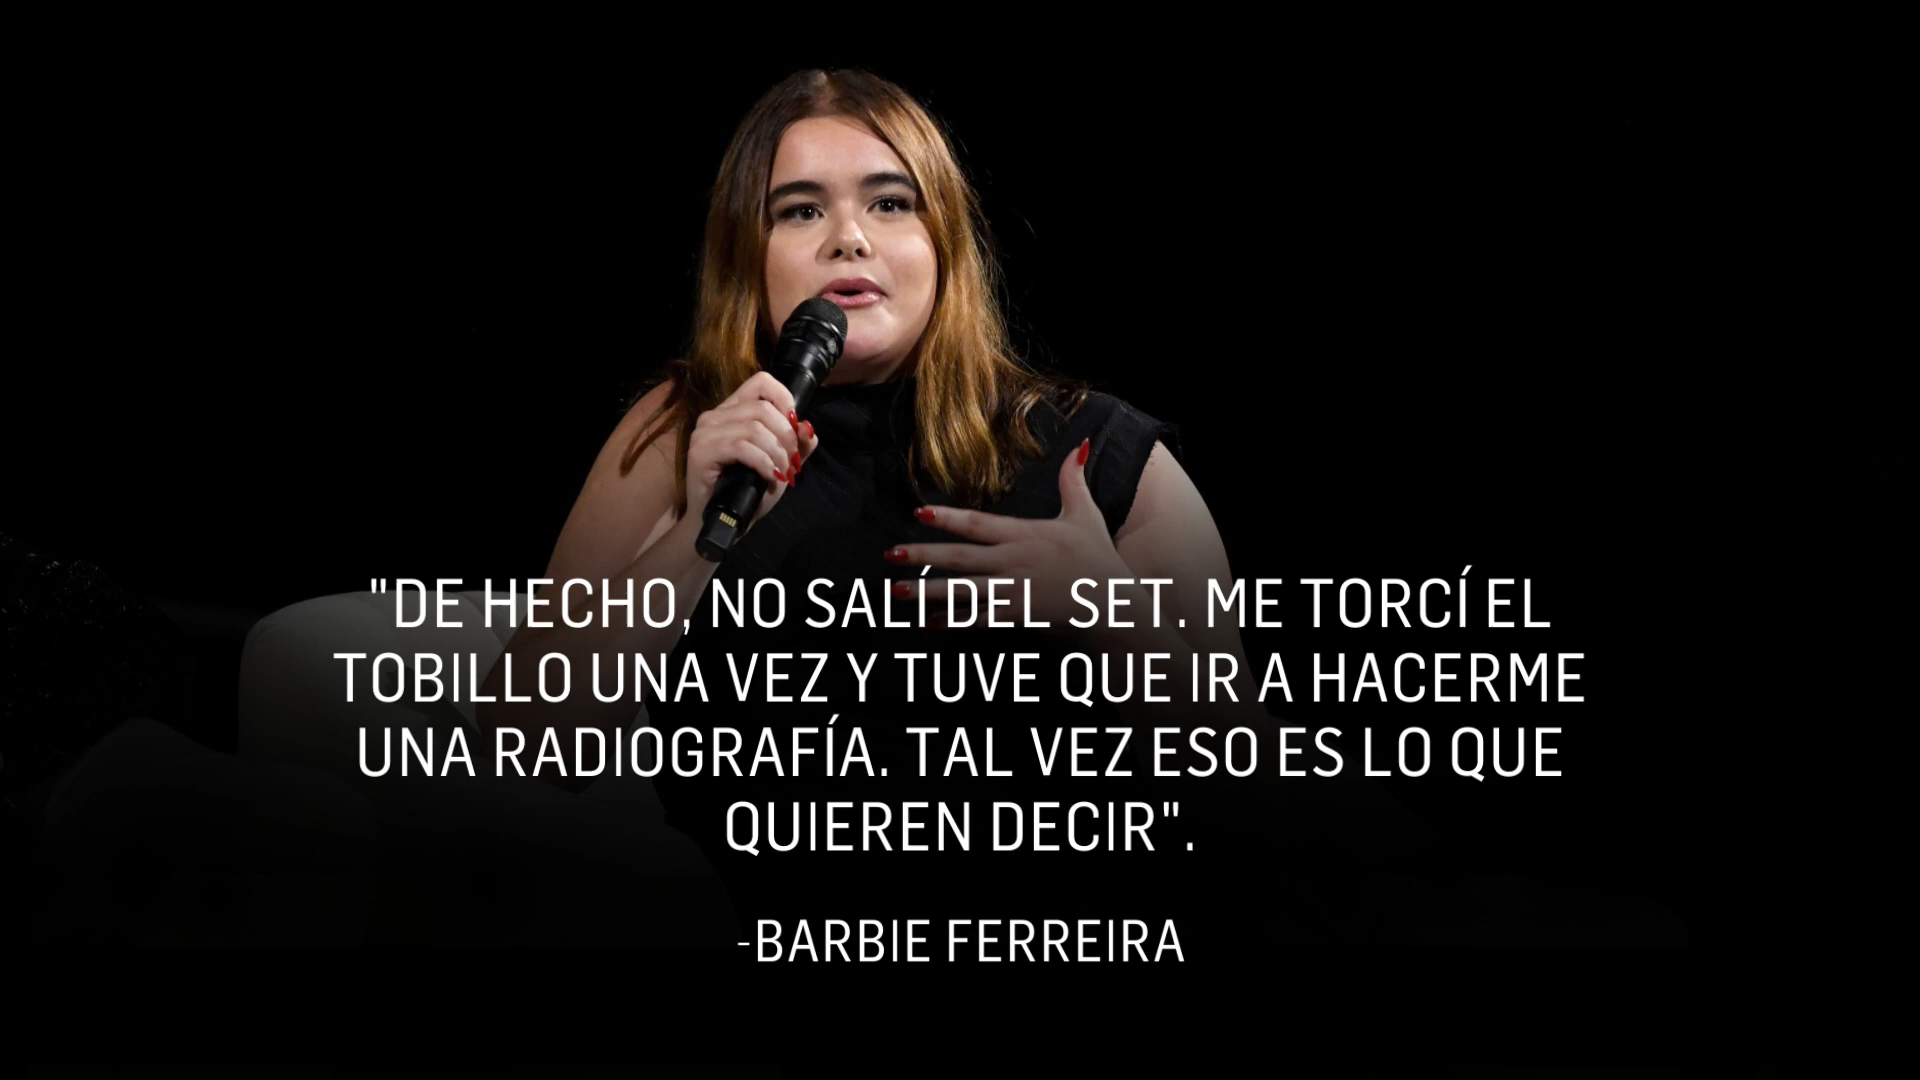 "DE HECHO, NO SALÍ DEL SET. ME TORCÍ EL
TOBILLO UNA VEZ Y TUVE QUE IR A HACERME
UNA RADIOGRAFÍA. TAL VEZ ESO ES LO QUE
QUIEREN DECIR".
-BARBIE FERREIRA